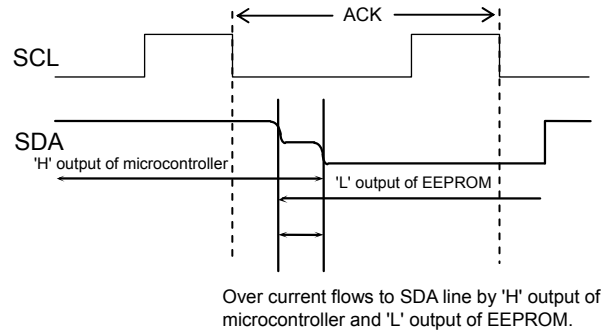 ACK
SCL
SDA
'H' output of microcontroller
'L' output of EEPROM
Over current flows to SDA line by 'H' output of
microcontroller and 'L' output of EEPROM.